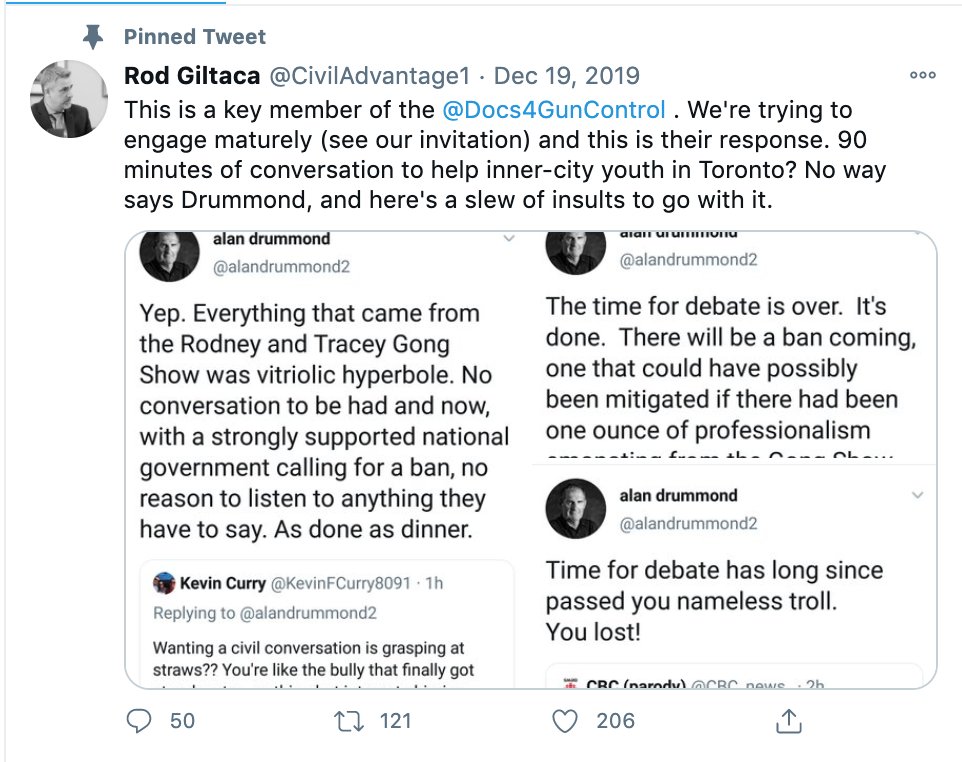 Pinned Tweet
Rod Giltaca @CivilAdvantage1 · Dec 19, 2019
This is a key member of the @Docs4GunControl . We're trying to
engage maturely (see our invitation) and this is their response. 90
minutes of conversation to help inner-city youth in Toronto? No way
says Drummond, and here's a slew of insults to go with it.
alan drummond
@alandrummond2
Yep. Everything that came from
the Rodney and Tracey Gong
Show was vitriolic hyperbole. No
conversation to be had and now,
with a strongly supported national
government calling for a ban, no
reason to listen to anything they
have to say. As done as dinner.
Kevin Curry @KevinFCurry8091 · 1h
Replying to @alandrummond2
Wanting a civil conversation is grasping at
straws?? You're like the bully that finally got
alan drummond
@alandrummond2
The time for debate is over. It's
done. There will be a ban coming,
one that could have possibly
been mitigated if there had been
one ounce of professionalism
emanating from the Gong Show
alan drummond
@alandrummond2
Time for debate has long since
passed you nameless troll.
You lost!
CBC (parody) @CBC_news · 2h
50
121
206